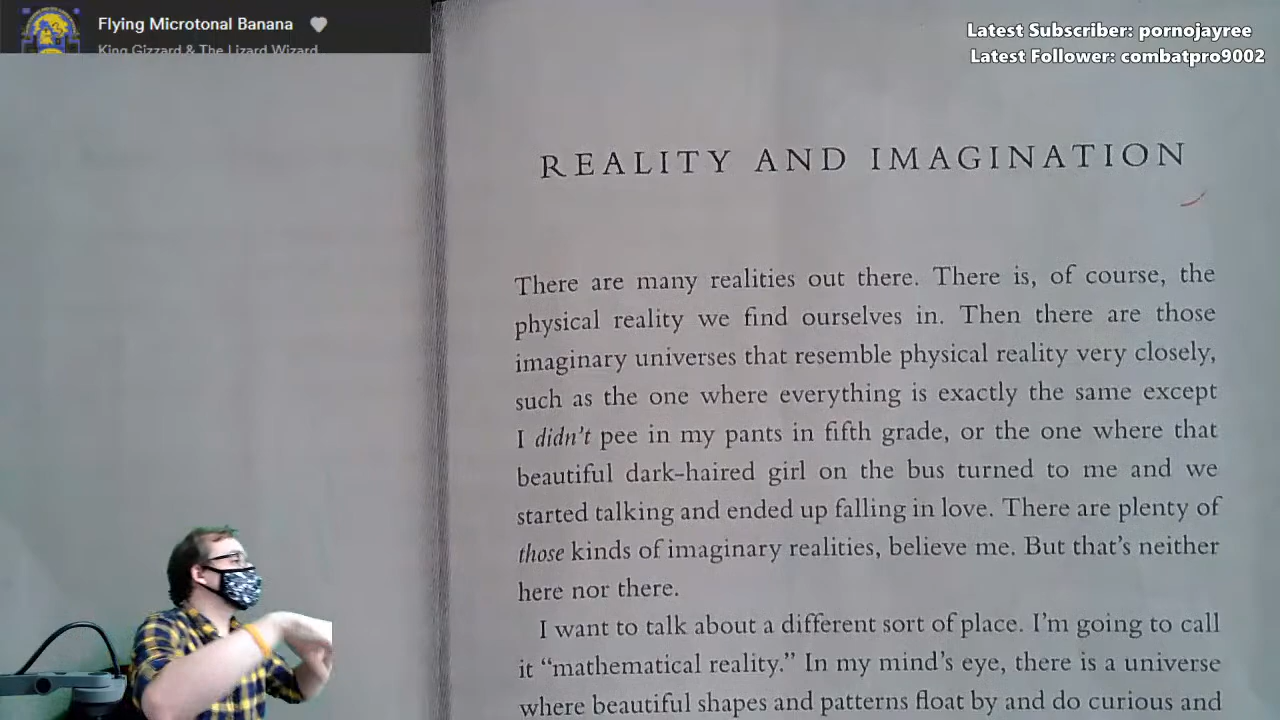 Flying Microtonal Banana
King Gizzard & The Lizard Wizard
Latest Subscriber: pornojayree
Latest Follower: combatpro9002
REALITY AND IMAGINATION
There are many realities out there. There is, of course, the
physical reality we find ourselves in. Then there are those
imaginary universes that resemble physical reality very closely,
such as the one where everything is exactly the same except
I didn't pee in my pants in fifth grade, or the one where that
beautiful dark-haired girl on the bus turned to me and we
started talking and ended up falling in love. There are plenty of
those kinds of imaginary realities, believe me. But that's neither
here nor there.
I want to talk about a different sort of place. I'm going to call
it “mathematical reality.” In my mind's eye, there is a universe
where beautiful shapes and patterns float by and do curious and